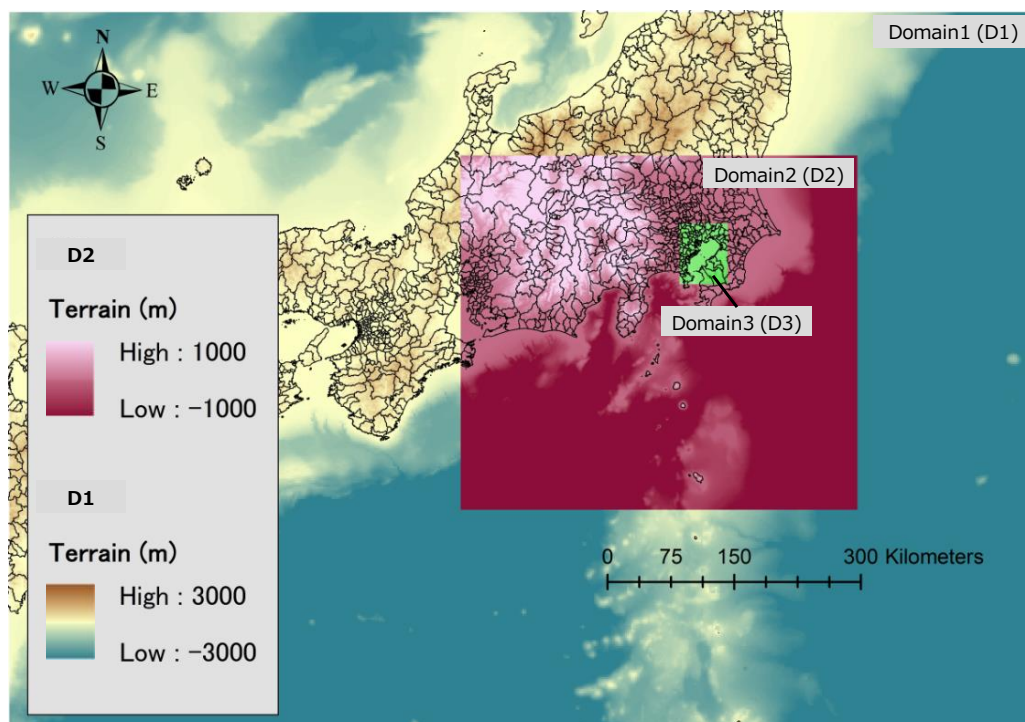 Domain1 (D1)
N
W
E
S
Domain2 (D2)
Domain3 (D3)
D2
Terrain (m)
High : 1000
Low : -1000
D1
Terrain (m)
High : 3000
Low : -3000
0 75 150 300 Kilometers